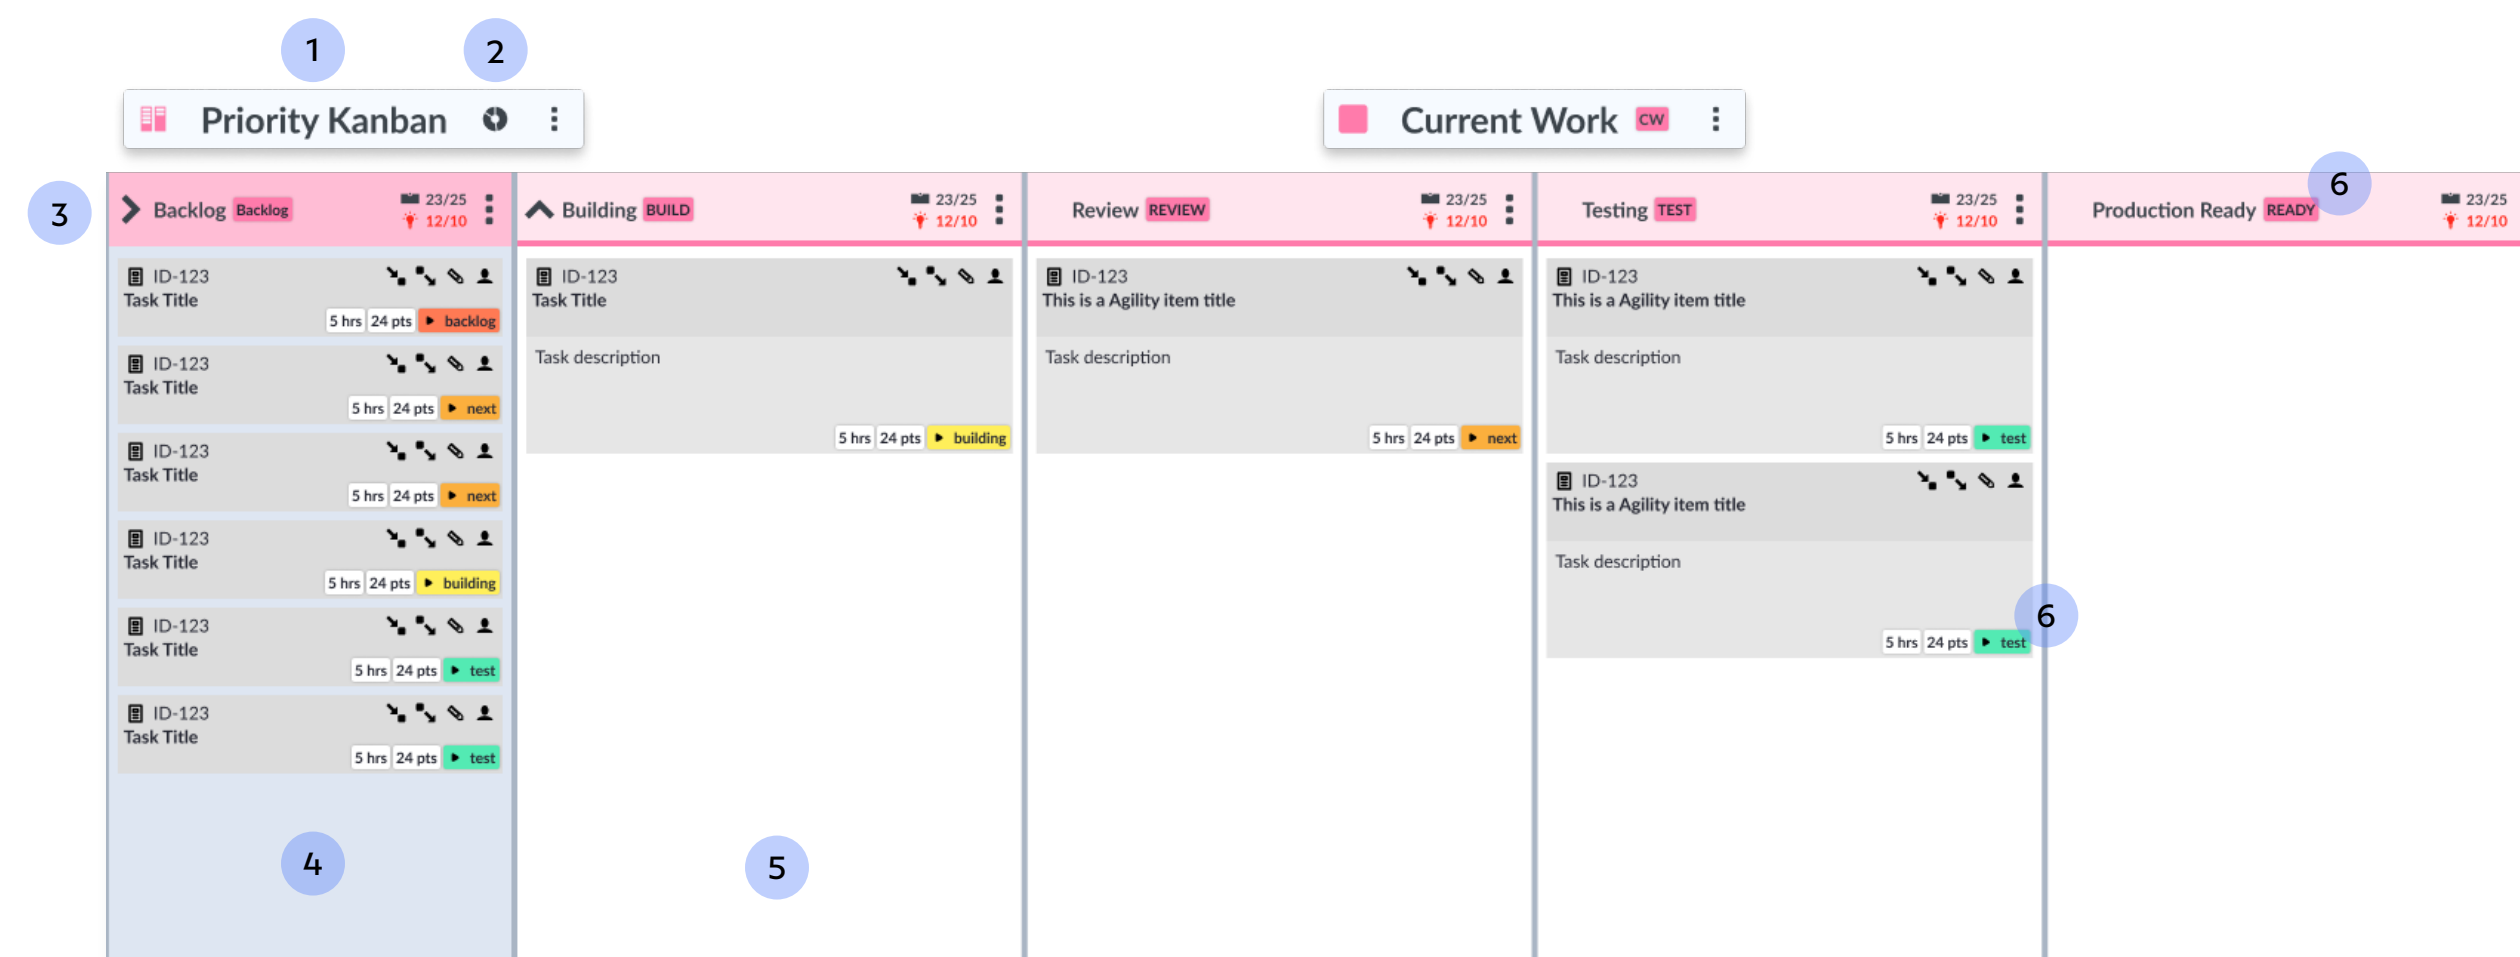 1
2
Priority Kanban
Current Work CW
3
Backlog Backlog 23/25
12/10
Building BUILD 23/25
12/10
Review REVIEW 23/25
12/10
Testing TEST 23/25
12/10
6
Production Ready READY 23/25
12/10
ID-123
Task Title
5 hrs 24 pts backlog
ID-123
Task Title
5 hrs 24 pts next
ID-123
Task Title
5 hrs 24 pts next
ID-123
Task Title
5 hrs 24 pts building
ID-123
Task Title
5 hrs 24 pts test
ID-123
Task Title
5 hrs 24 pts test
4
ID-123
Task Title
Task description
5 hrs 24 pts building
5
ID-123
This is a Agility item title
Task description
5 hrs 24 pts next
ID-123
This is a Agility item title
Task description
5 hrs 24 pts test
ID-123
This is a Agility item title
Task description
5 hrs 24 pts test
6